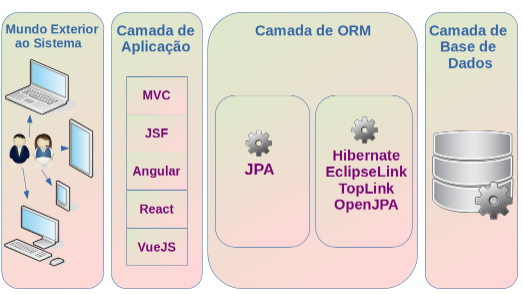 Mundo Exterior
ao Sistema
Camada de
Aplicação
MVC
JSF
Angular
React
VueJS
Camada de ORM
JPA
Hibernate
EclipseLink
TopLink
OpenJPA
Camada de
Base de
Dados